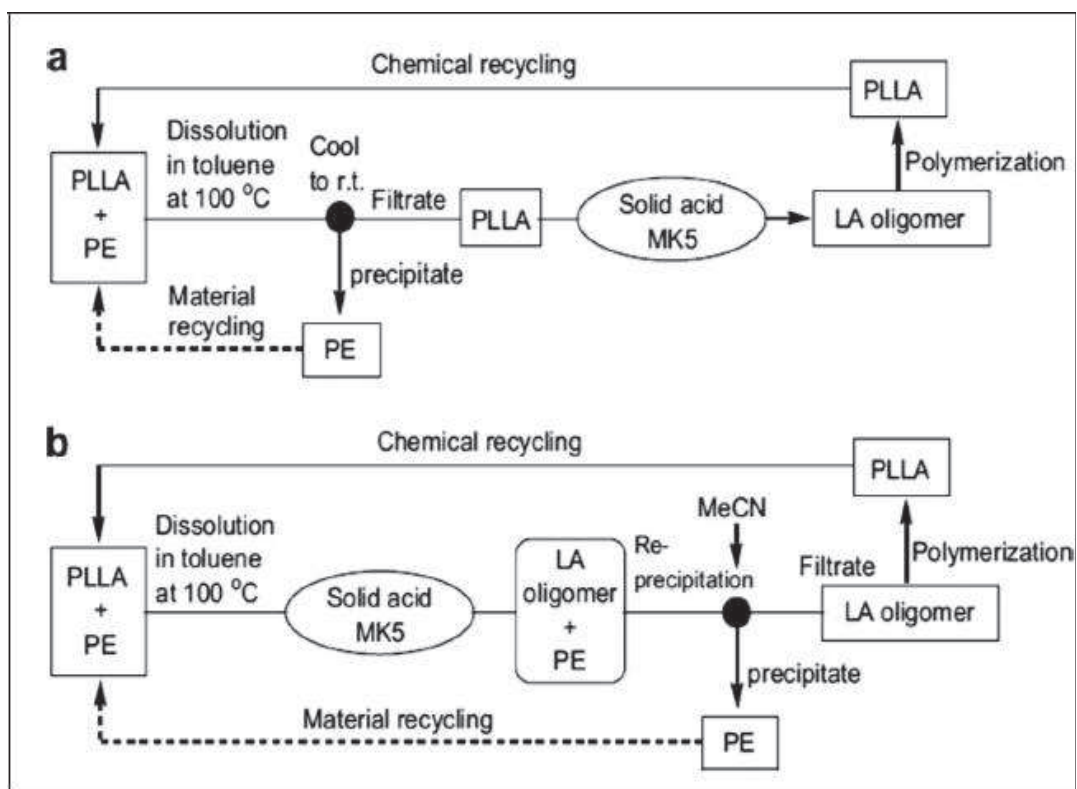 a
Chemical recycling
PLLA
Dissolution
in toluene
at 100 °C
Cool
to r.t.
Polymerization
PLLA
+
PE
Filtrate
PLLA
Solid acid
MK5
LA oligomer
precipitate
Material
recycling
PE
b
Chemical recycling
PLLA
MeCN
Dissolution
in toluene
at 100 °C
Re-
precipitation
Filtrate
Polymerization
PLLA
+
PE
Solid acid
MK5
LA
oligomer
+
PE
LA oligomer
precipitate
Material recycling
PE